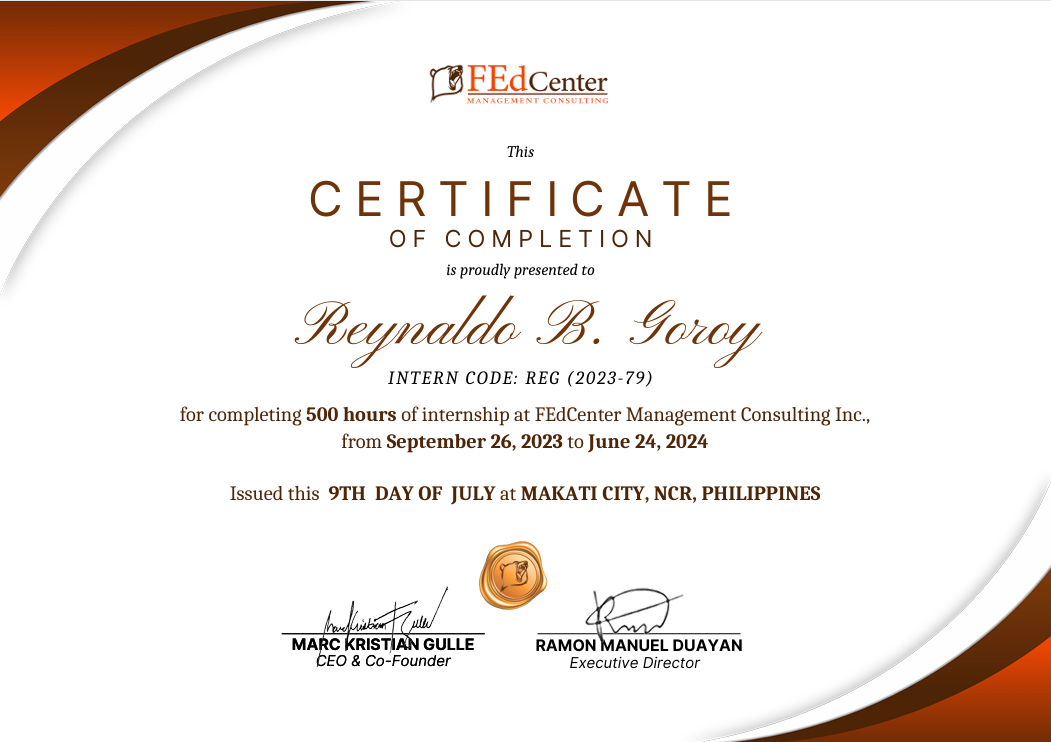 FEdCenter
MANAGEMENT CONSULTING
This
CERTIFICATE
OF COMPLETION
is proudly presented to
Reynaldo B. Goroy
INTERN CODE: REG (2023-79)
for completing 500 hours of internship at FEdCenter Management Consulting Inc.,
from September 26, 2023 to June 24, 2024
Issued this 9TH DAY OF JULY at MAKATI CITY, NCR, PHILIPPINES
MARC KRISTIAN GULLE
CEO & Co-Founder
RAMON MANUEL DUAYAN
Executive Director